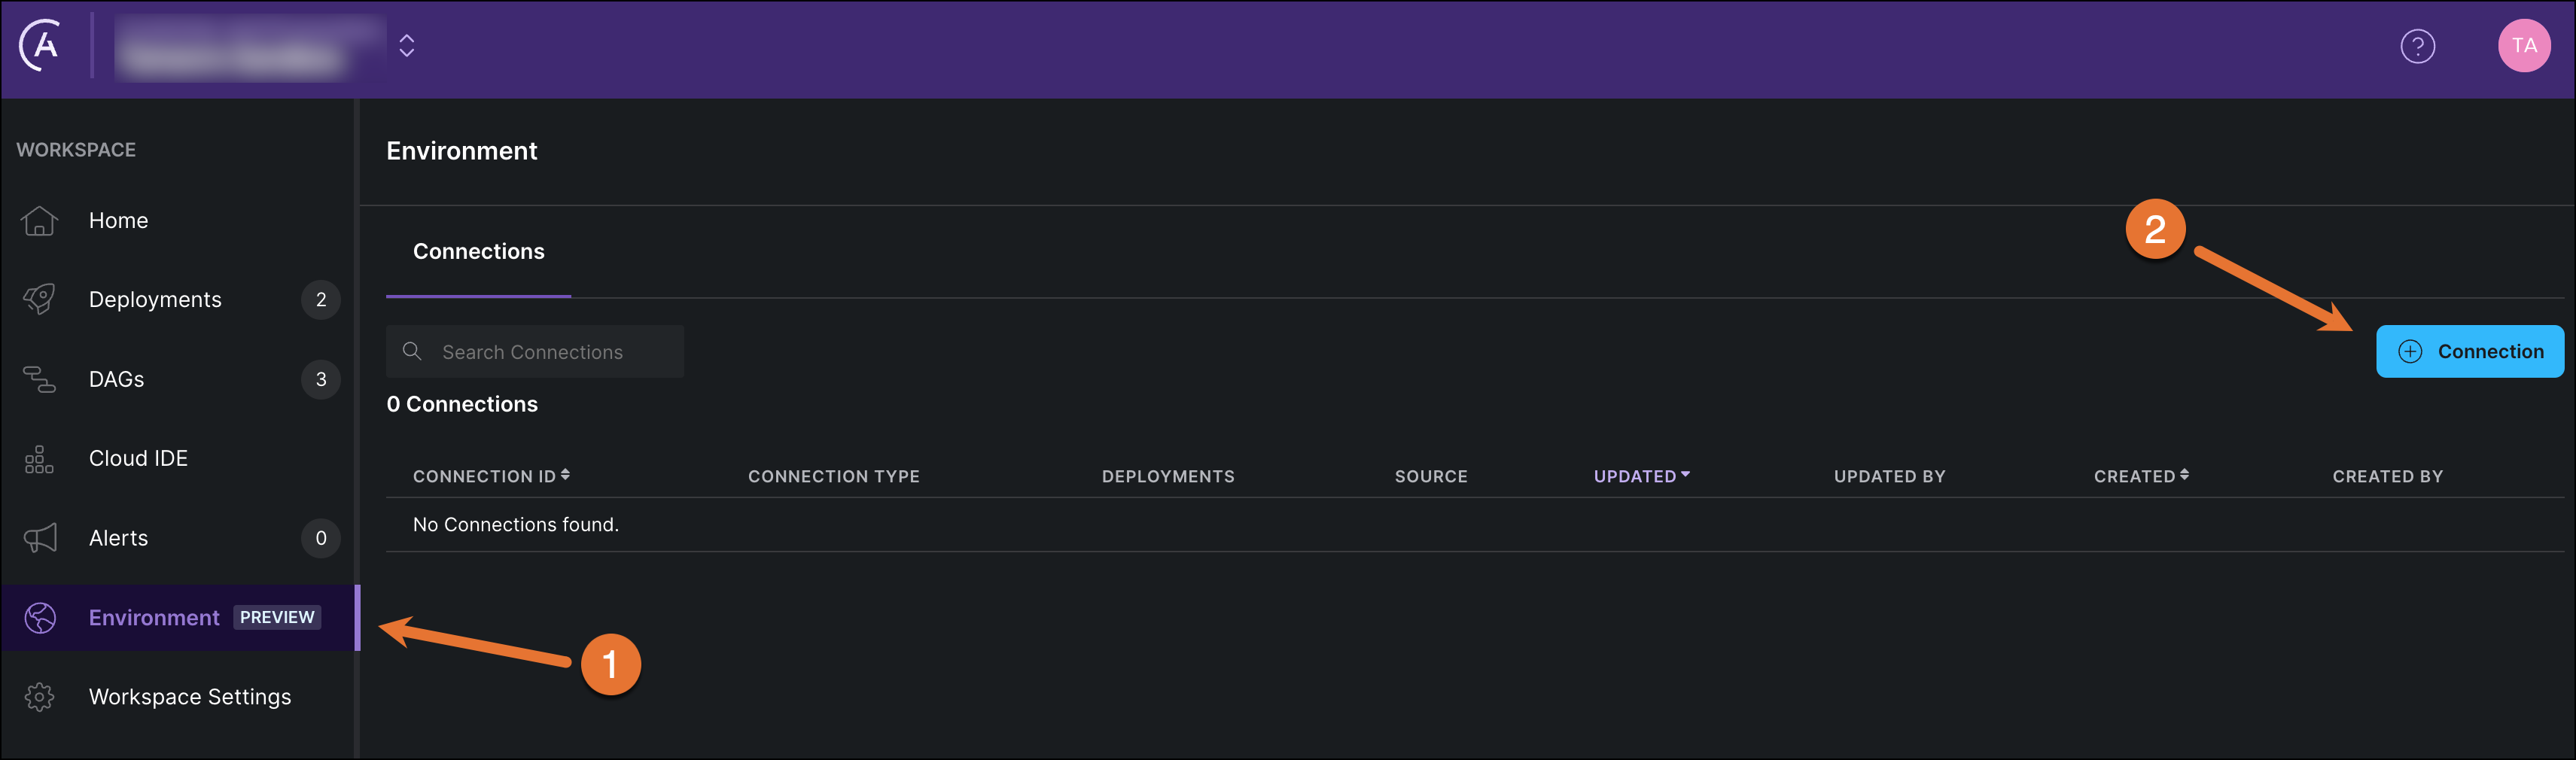 A
TA
WORKSPACE
Home
Deployments 2
DAGs 3
Cloud IDE
Alerts 0
Environment PREVIEW
Workspace Settings
Environment
Connections
Search Connections
Connection
0 Connections
CONNECTION ID CONNECTION TYPE DEPLOYMENTS SOURCE UPDATED UPDATED BY CREATED CREATED BY
No Connections found.
1
2